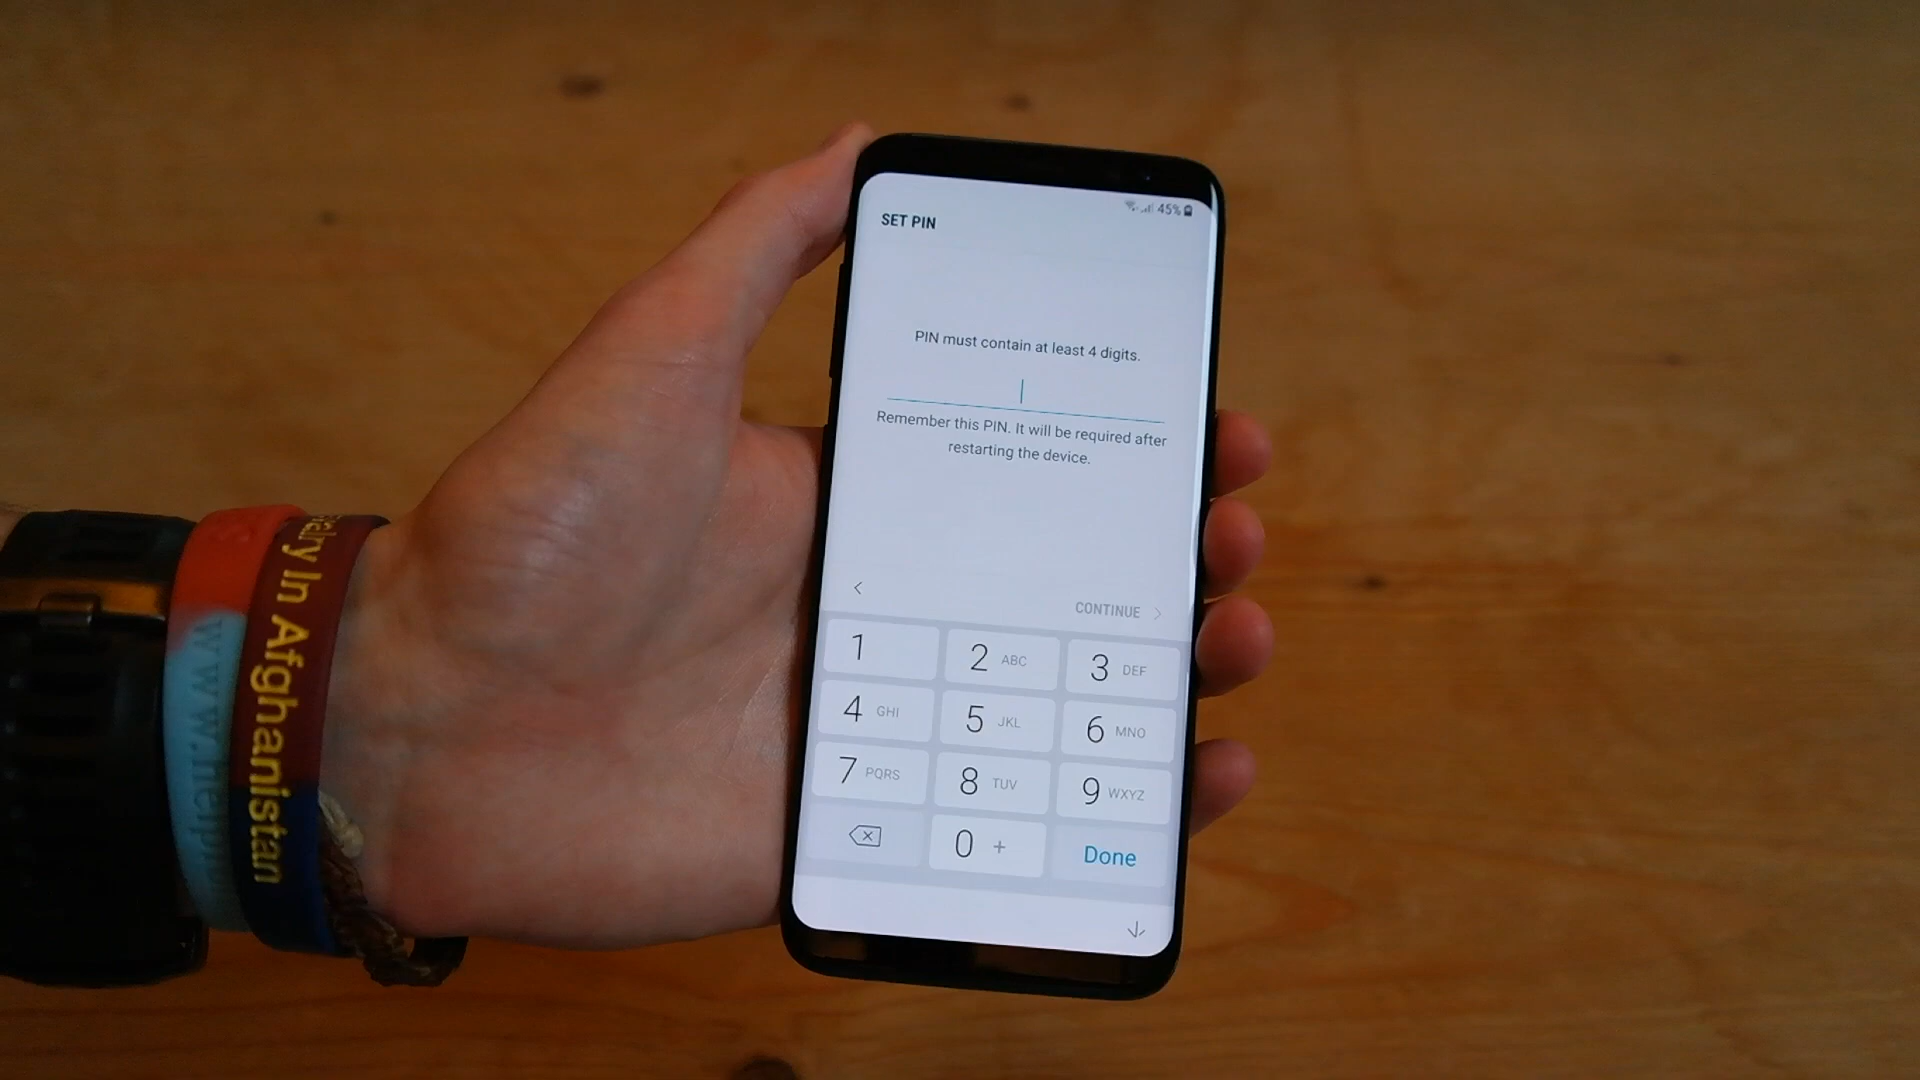 45%
SET PIN
PIN must contain at least 4 digits.
Remember this PIN. It will be required after
restarting the device.
CONTINUE
1
2 ABC
3 DEF
4 GHI
5 JKL
6 MNO
7 PQRS
8 TUV
9 WXYZ
0 +
Done
In Afghanistan